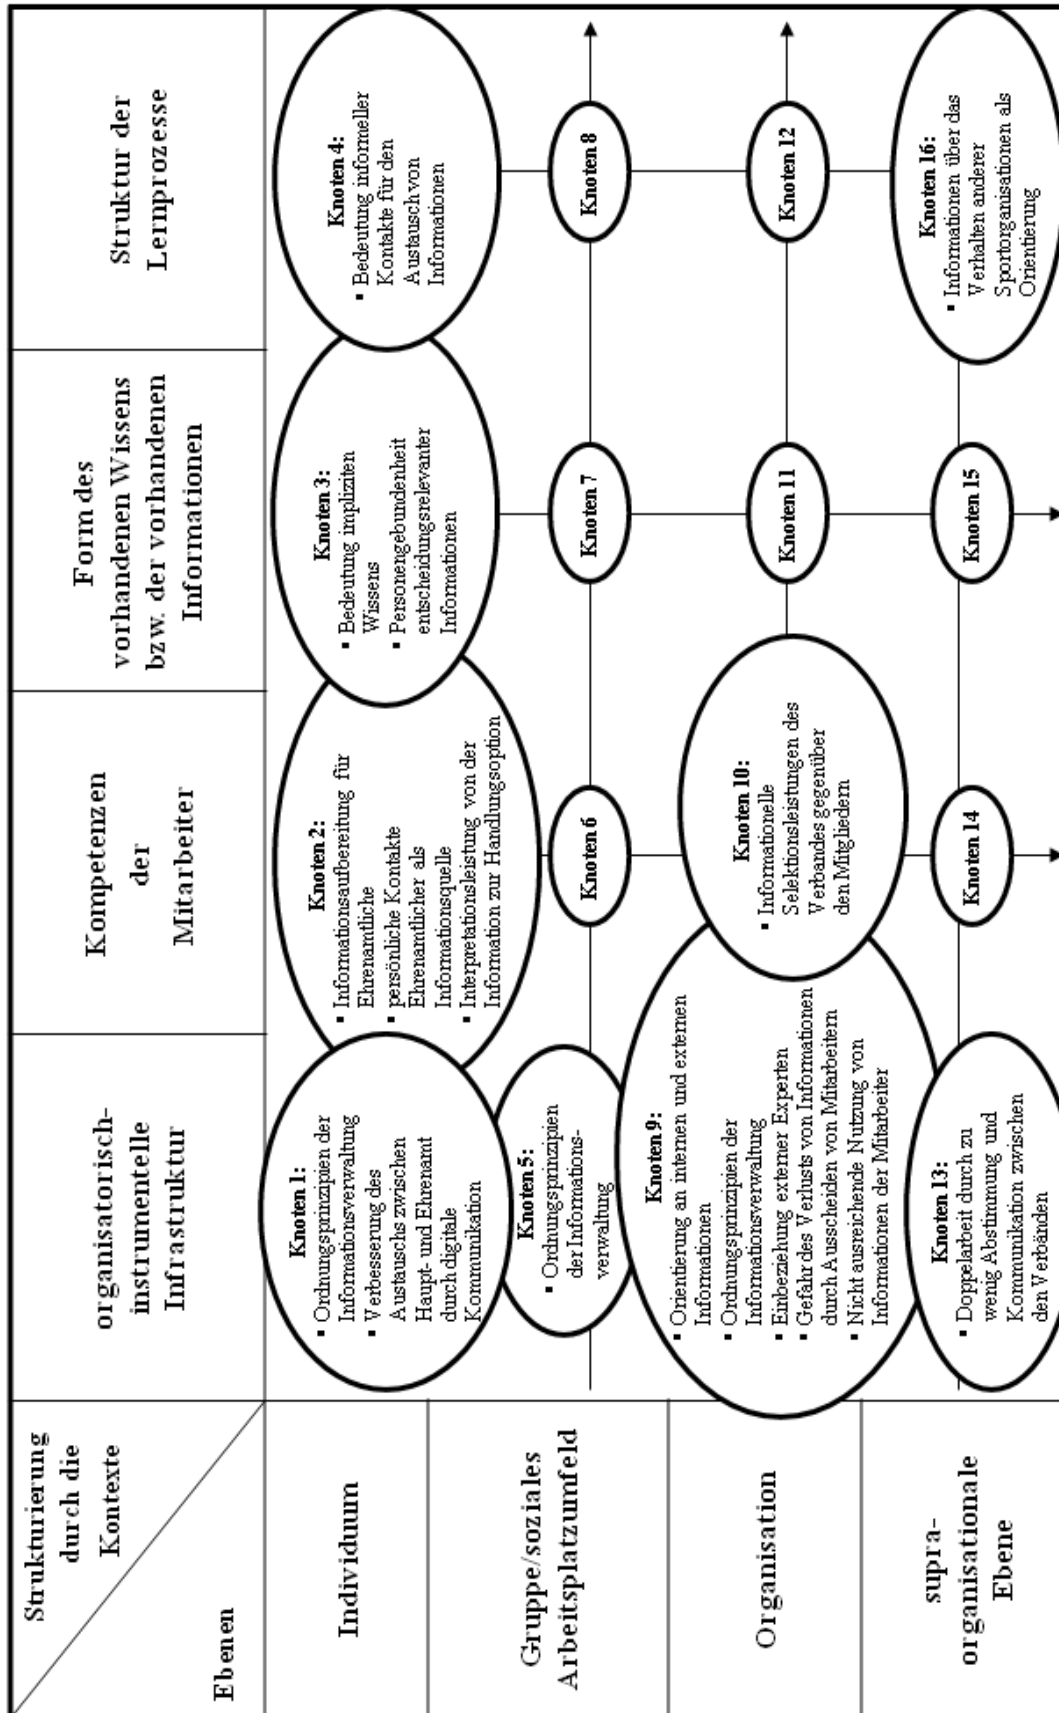 Strukturierung
durch die
Kontexte
Ebenen
organisatorisch-
instrumentelle
Infrastruktur
Kompetenzen
der
Mitarbeiter
Form des
vorhandenen Wissens
bzw. der vorhandenen
Informationen
Struktur der
Lernprozesse
Individuum
Knoten 1:
▪ Ordnungsprinzipien der
Informationsverwaltung
▪ Verbesserung des
Austauschs zwischen
Haupt- und Ehrenamt
durch digitale
Kommunikation
Knoten 2:
▪ Informationsaufbereitung für
Ehrenamtliche
▪ persönliche Kontakte
Ehrenamtlicher als
Informationsquelle
▪ Interpretationsleistung von der
Information zur Handlungsoption
Knoten 3:
▪ Bedeutung impliziten
Wissens
▪ Personengebundenheit
entscheidungsrelevanter
Informationen
Knoten 4:
▪ Bedeutung informeller
Kontakte für den
Austausch von
Informationen
Gruppe/soziales
Arbeitsplatzumfeld
Knoten 5:
▪ Ordnungsprinzipien
der Informations-
verwaltung
Knoten 6
Knoten 7
Knoten 8
Organisation
Knoten 9:
▪ Orientierung an internen und externen
Informationen
▪ Ordnungsprinzipien der
Informationsverwaltung
▪ Einbeziehung externer Experten
▪ Gefahr des Verlusts von Informationen
durch Ausscheiden von Mitarbeitern
▪ Nicht ausreichende Nutzung von
Informationen der Mitarbeiter
Knoten 10:
▪ Informationelle
Selektionsleistungen des
Verbandes gegenüber
den Mitgliedern
Knoten 11
Knoten 12
supra-
organisationale
Ebene
Knoten 13:
▪ Doppelarbeit durch zu
wenig Abstimmung und
Kommunikation zwischen
den Verbänden
Knoten 14
Knoten 15
Knoten 16:
▪ Informationen über das
Verhalten anderer
Sportorganisationen als
Orientierung